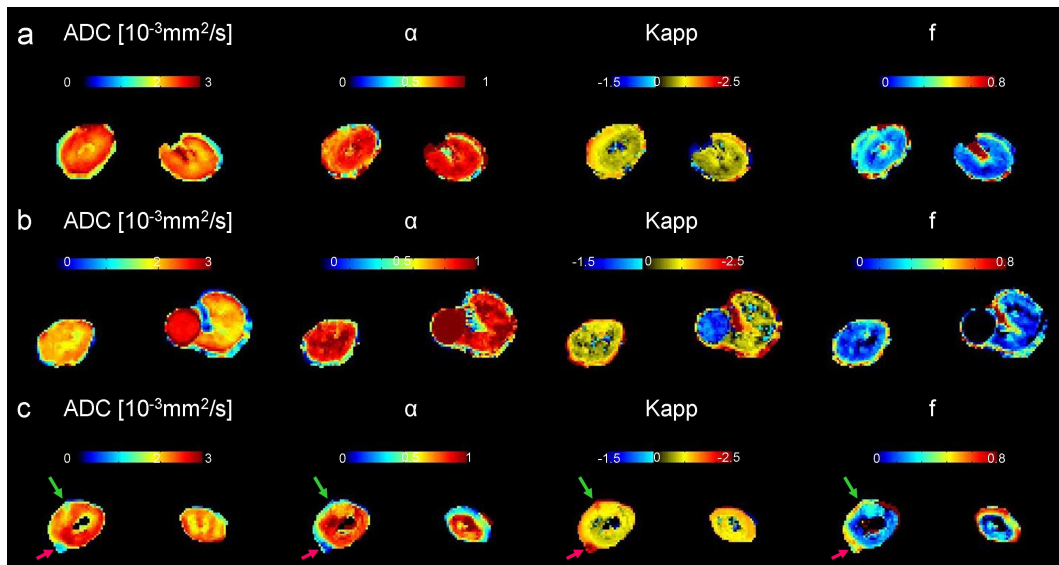 a ADC [10⁻³mm²/s] α Kapp f
0 2 3 0 0.5 1 -1.5 0 -2.5 0 0.8
b ADC [10⁻³mm²/s] α Kapp f
0 2 3 0 0.5 1 -1.5 0 -2.5 0 0.8
c ADC [10⁻³mm²/s] α Kapp f
0 2 3 0 0.5 1 -1.5 0 -2.5 0 0.8